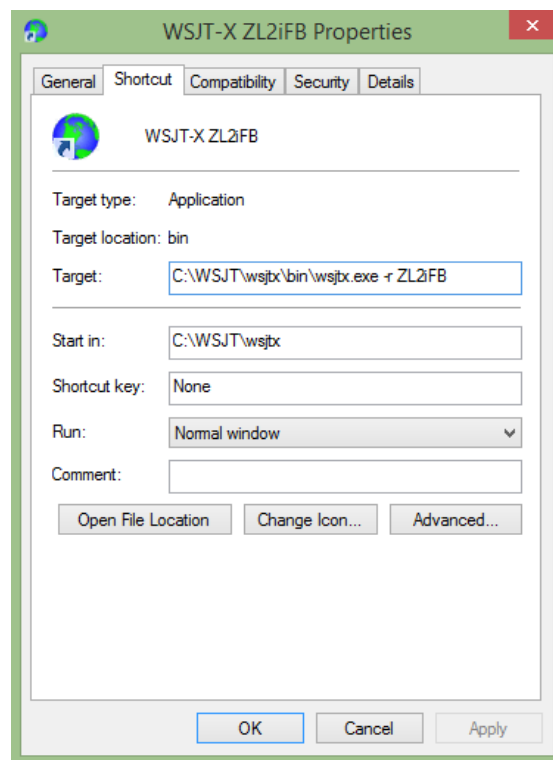 WSJT-X ZL2iFB Properties
General Shortcut Compatibility Security Details
WSJT-X ZL2iFB
Target type: Application
Target location: bin
Target: C:\WSJT\wsjtx\bin\wsjtx.exe -r ZL2iFB
Start in: C:\WSJT\wsjtx
Shortcut key: None
Run: Normal window
Comment:
Open File Location Change Icon... Advanced...
OK Cancel Apply